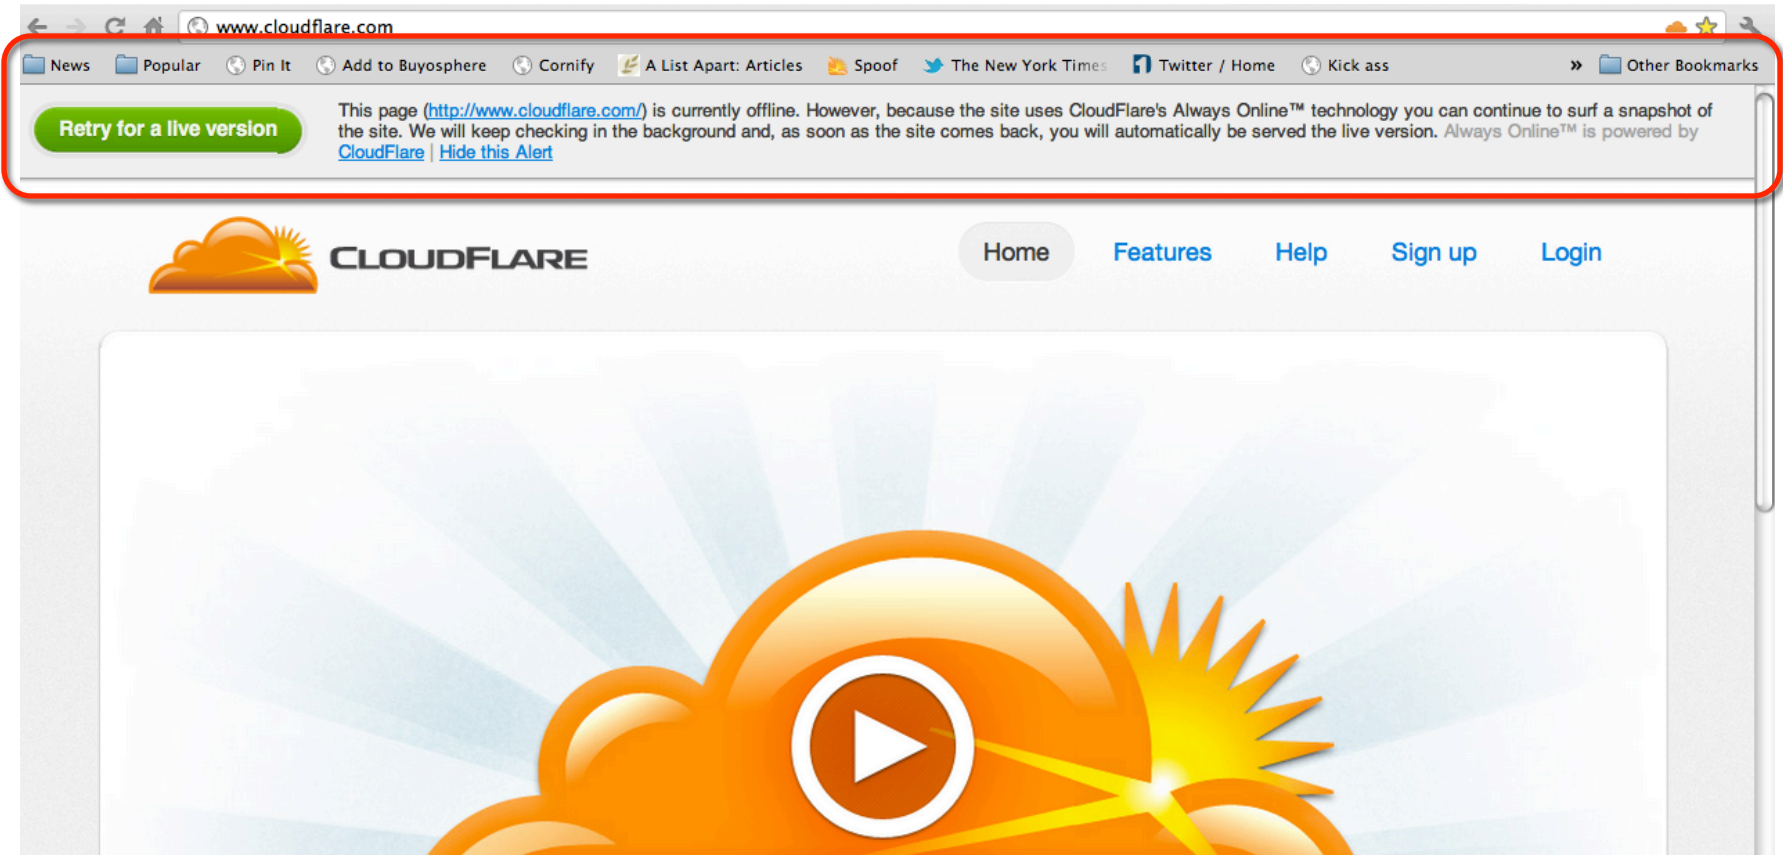 www.cloudflare.com
News Popular Pin It Add to Buyosphere Cornify A List Apart: Articles Spoof The New York Times Twitter / Home Kick ass » Other Bookmarks
Retry for a live version
This page (http://www.cloudflare.com/) is currently offline. However, because the site uses CloudFlare's Always Online™ technology you can continue to surf a snapshot of
the site. We will keep checking in the background and, as soon as the site comes back, you will automatically be served the live version. Always Online™ is powered by
CloudFlare | Hide this Alert
CLOUDFLARE
Home Features Help Sign up Login